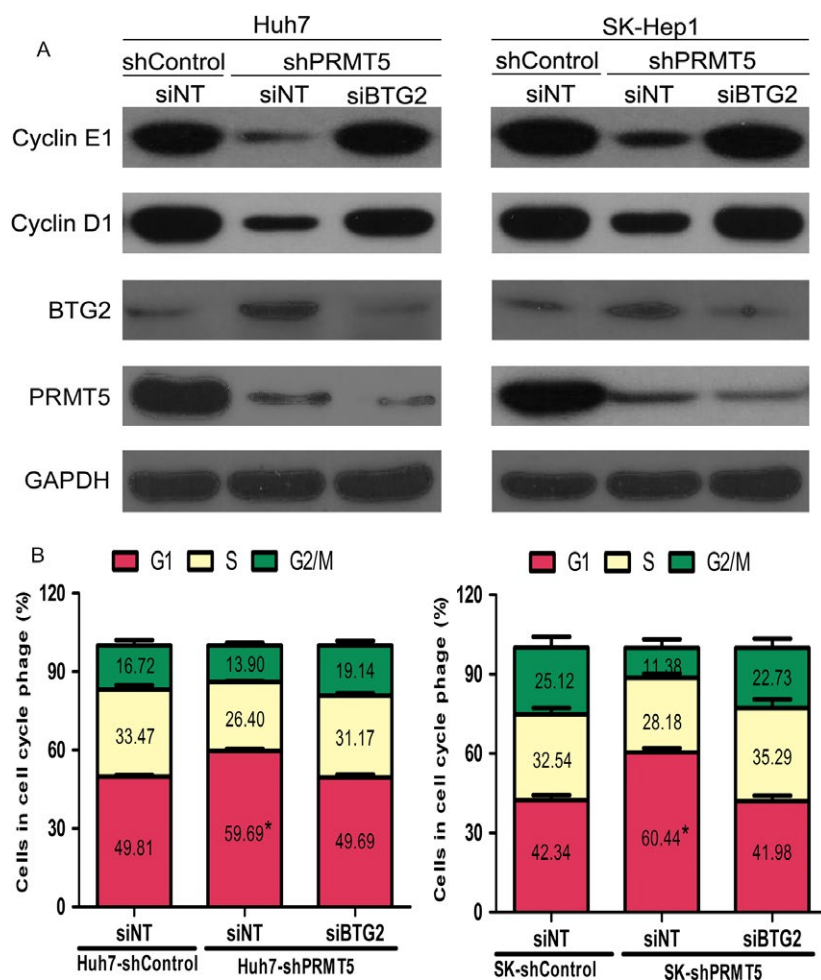 Huh7 SK-Hep1
A
shControl shPRMT5 shControl shPRMT5
siNT siNT siBTG2 siNT siNT siBTG2
Cyclin E1
Cyclin D1
BTG2
PRMT5
GAPDH
B
G1 S G2/M
Cells in cell cycle phage (%)
120
90
60
30
0
16.72 13.90 19.14
33.47 26.40 31.17
49.81 59.69* 49.69
siNT siNT siBTG2
Huh7-shControl Huh7-shPRMT5
G1 S G2/M
Cells in cell cycle phage (%)
120
90
60
30
0
25.12 11.38 22.73
32.54 28.18 35.29
42.34 60.44* 41.98
siNT siNT siBTG2
SK-shControl SK-shPRMT5